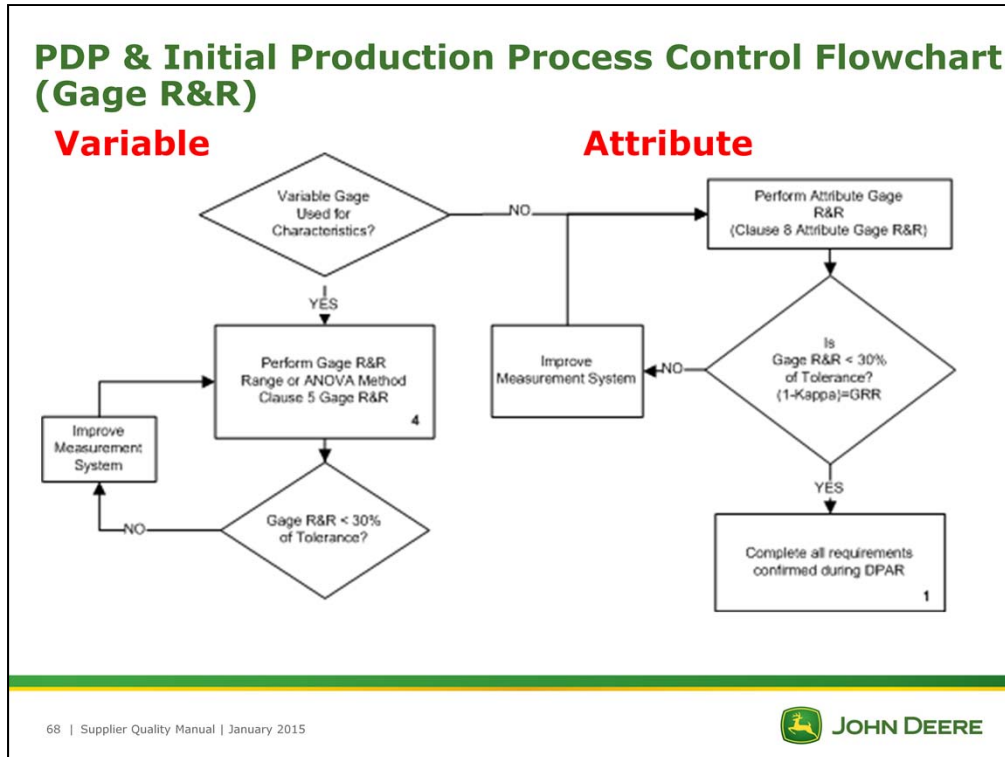 PDP & Initial Production Process Control Flowchart
(Gage R&R)
Variable
Attribute
Variable Gage
Used for
Characteristics?
NO
Perform Attribute Gage
R&R
(Clause 8 Attribute Gage R&R)
YES
Perform Gage R&R
Range or ANOVA Method
Clause 5 Gage R&R
4
Improve
Measurement System
NO
Is
Gage R&R < 30%
of Tolerance?
(1-Kappa)=GRR
Improve
Measurement
System
NO
Gage R&R < 30%
of Tolerance?
YES
Complete all requirements
confirmed during DPAR
1
68 | Supplier Quality Manual | January 2015
JOHN DEERE